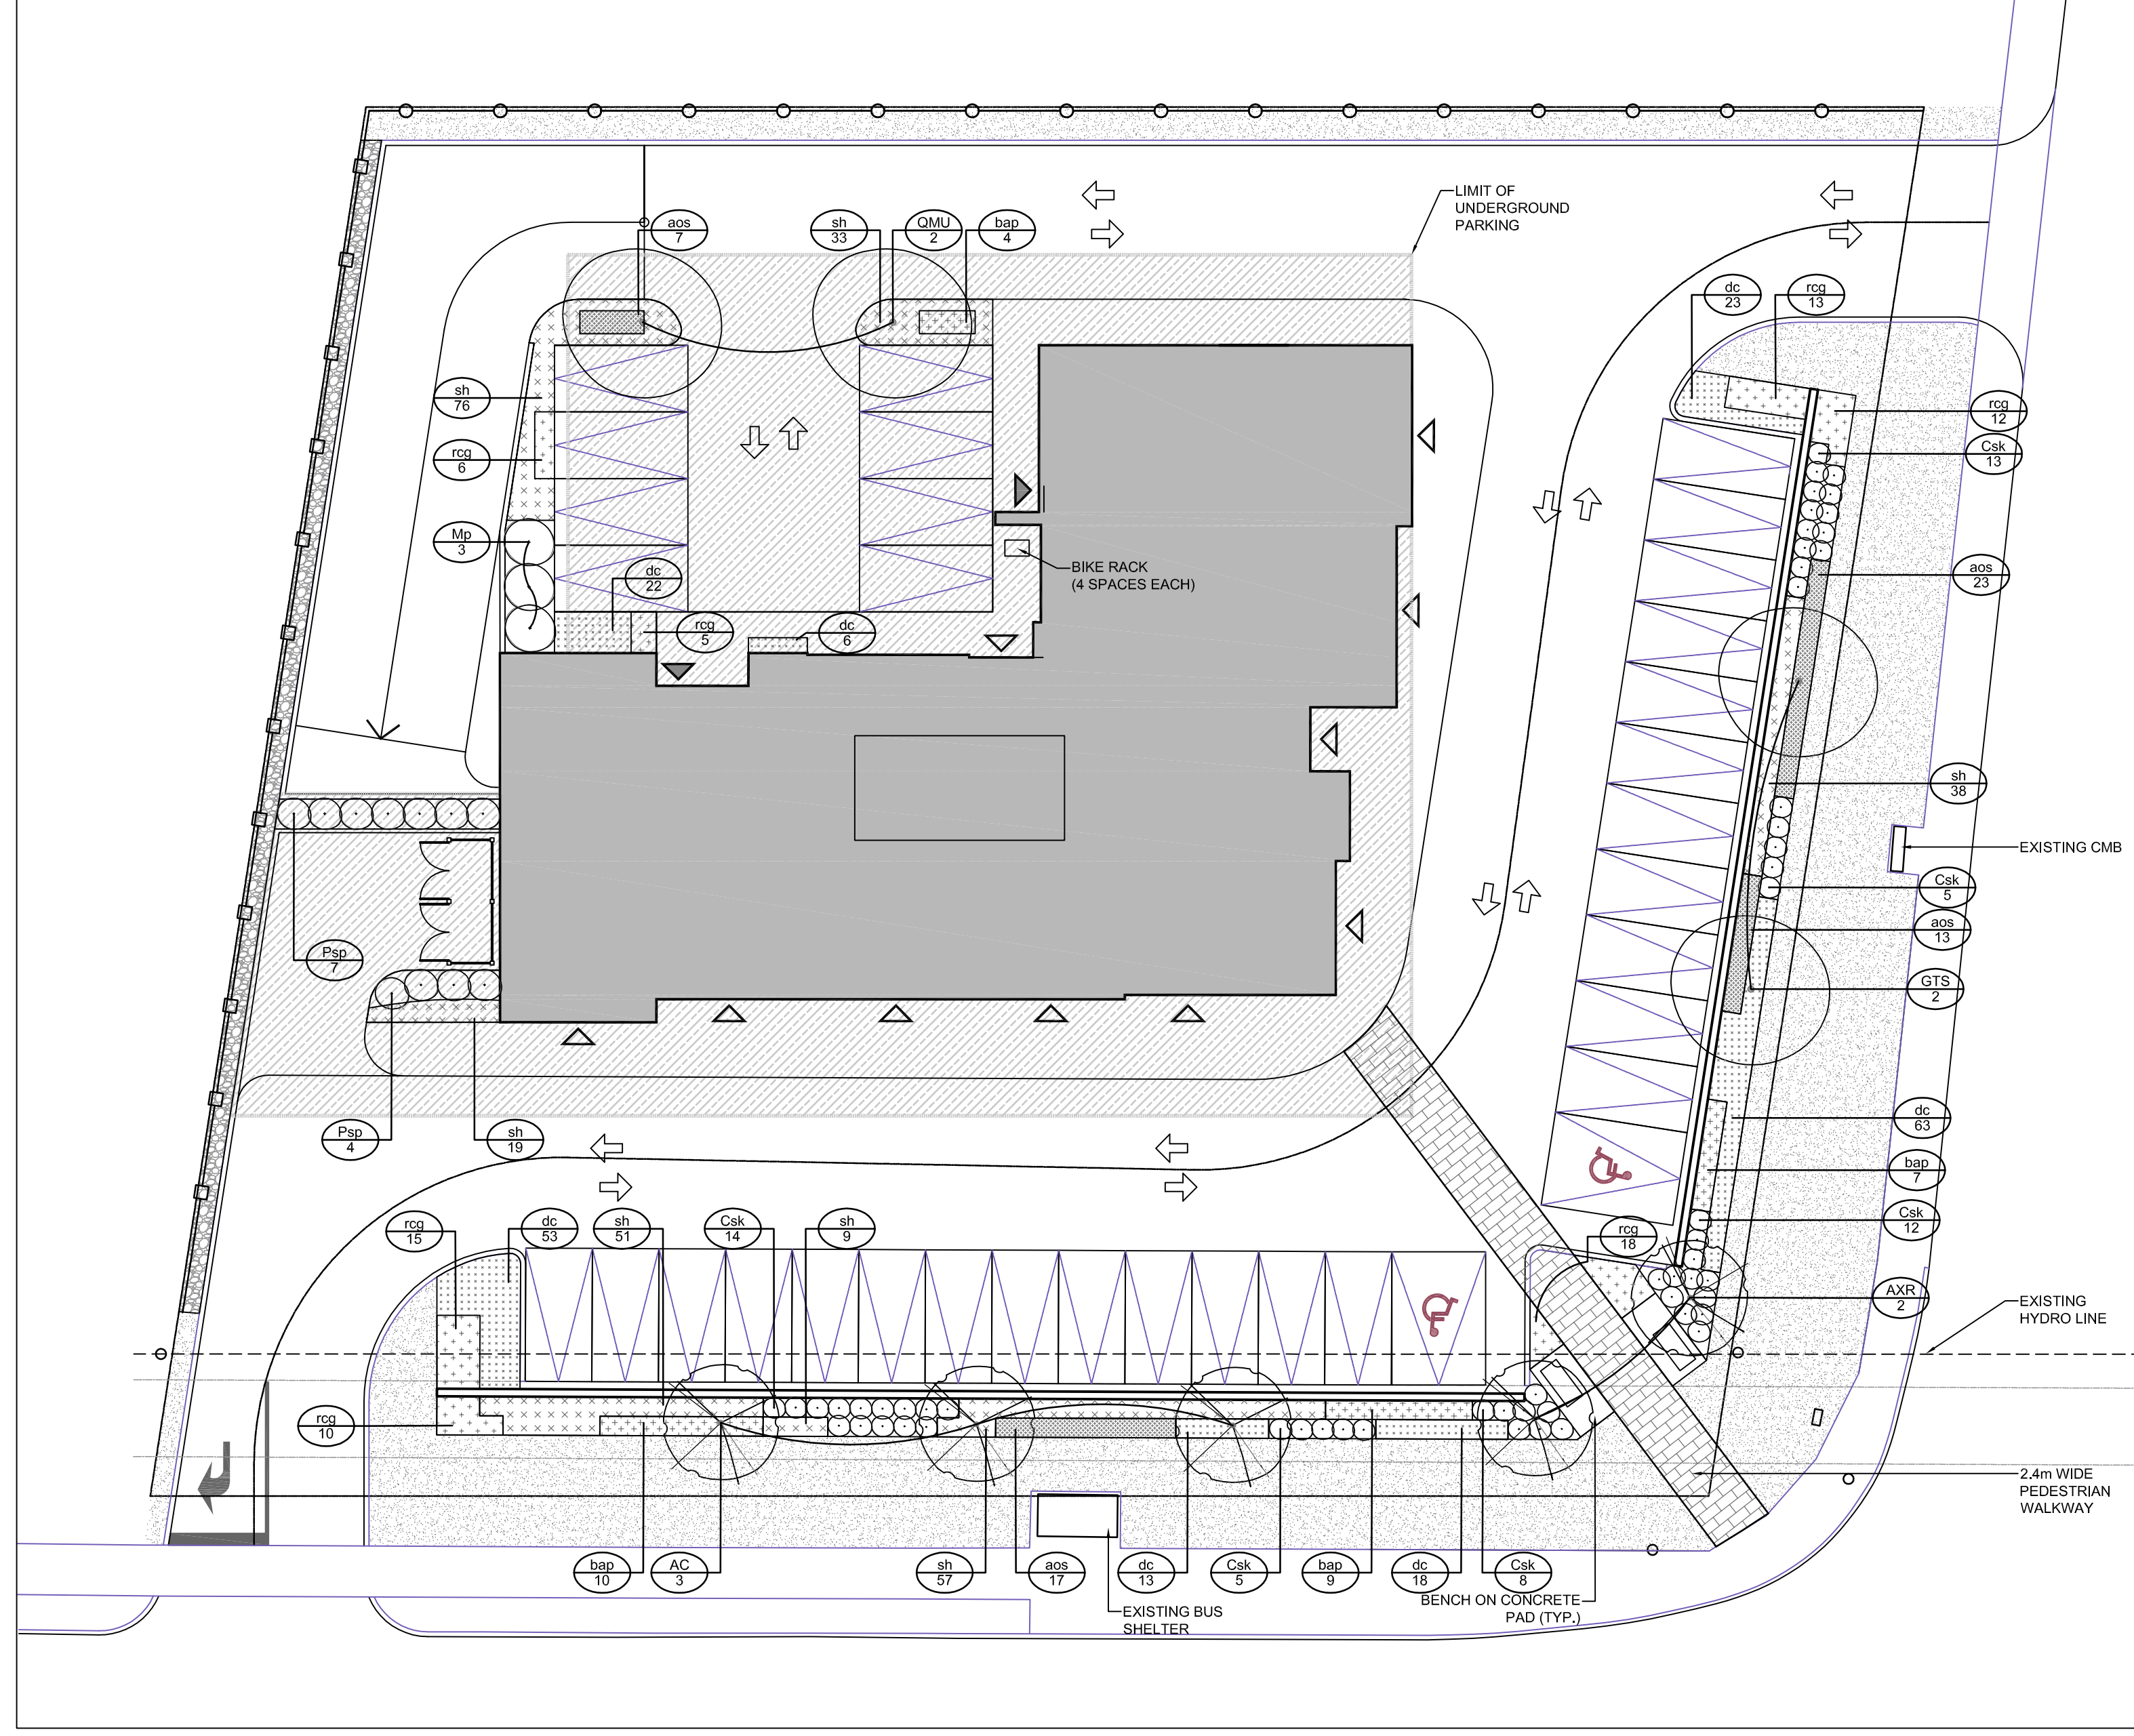 LIMIT OF
UNDERGROUND
PARKING
aos
7
sh
33
QMU
2
bap
4
dc
23
rcg
13
sh
76
rcg
12
rcg
6
Csk
13
Mp
3
BIKE RACK
(4 SPACES EACH)
dc
22
aos
23
rcg
5
dc
6
sh
38
EXISTING CMB
Csk
5
aos
13
Psp
7
GTS
2
dc
63
Psp
4
sh
19
bap
7
rcg
15
dc
53
sh
51
Csk
14
sh
9
rcg
18
Csk
12
AXR
2
EXISTING
HYDRO LINE
rcg
10
2.4m WIDE
PEDESTRIAN
WALKWAY
bap
10
AC
3
sh
57
aos
17
dc
13
Csk
5
bap
9
dc
18
Csk
8
BENCH ON CONCRETE
PAD (TYP.)
EXISTING BUS
SHELTER